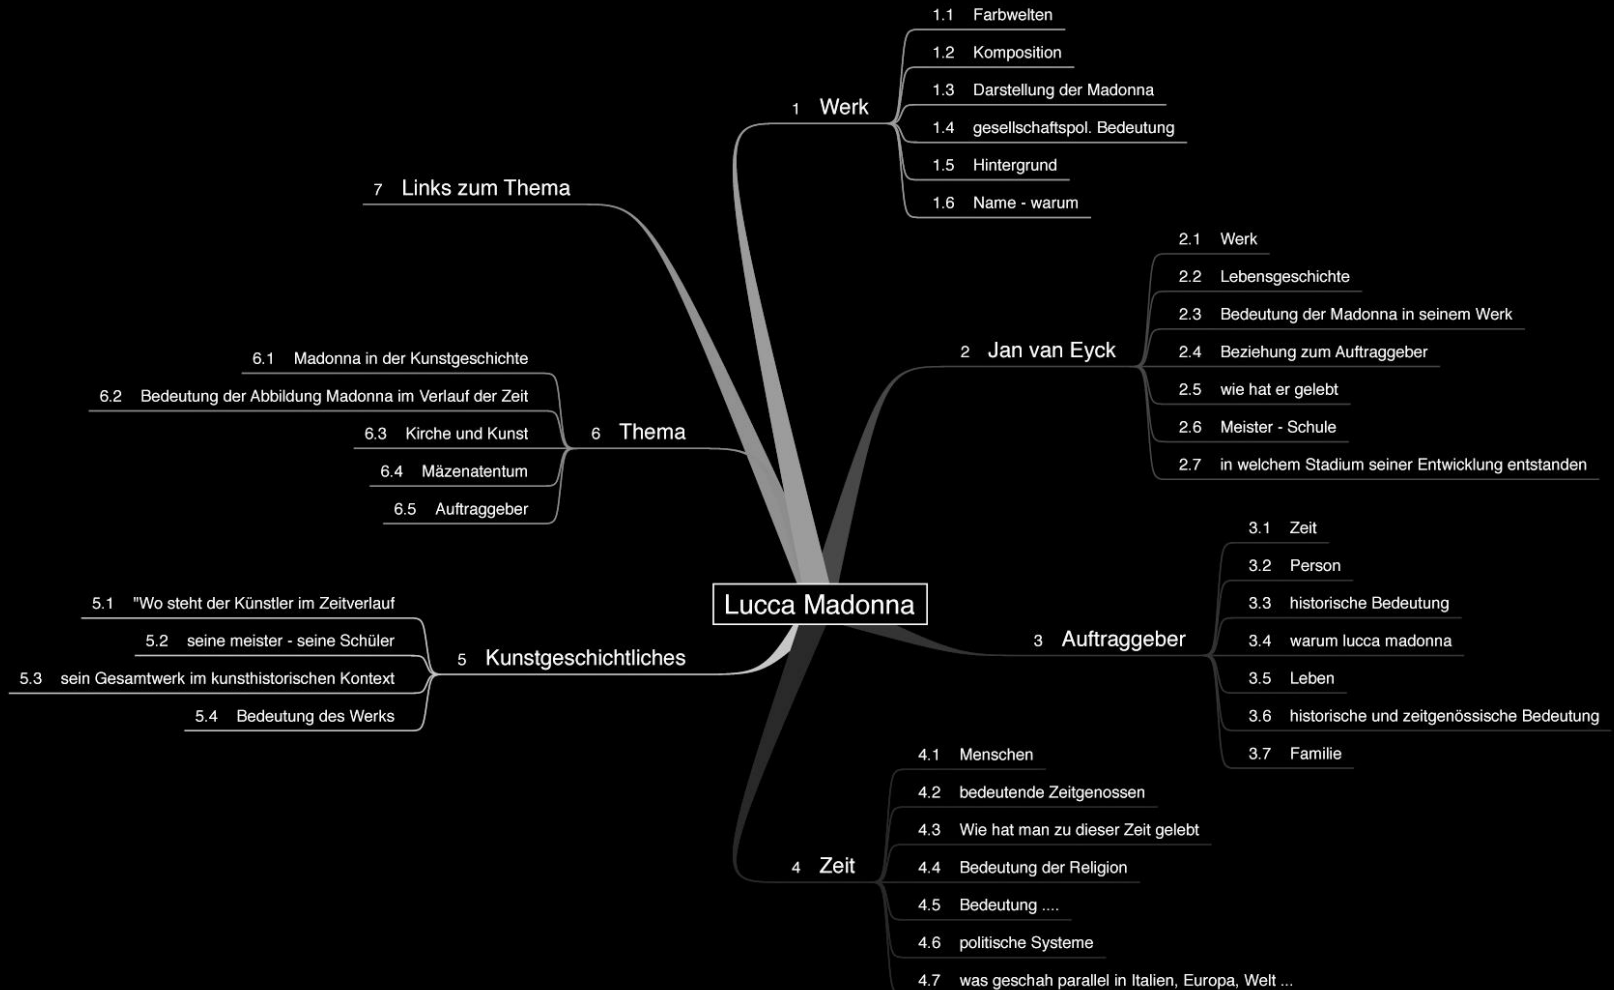 Lucca Madonna
1 Werk
1.1 Farbwelten
1.2 Komposition
1.3 Darstellung der Madonna
1.4 gesellschaftspol. Bedeutung
1.5 Hintergrund
1.6 Name - warum
2 Jan van Eyck
2.1 Werk
2.2 Lebensgeschichte
2.3 Bedeutung der Madonna in seinem Werk
2.4 Beziehung zum Auftraggeber
2.5 wie hat er gelebt
2.6 Meister - Schule
2.7 in welchem Stadium seiner Entwicklung entstanden
3 Auftraggeber
3.1 Zeit
3.2 Person
3.3 historische Bedeutung
3.4 warum lucca madonna
3.5 Leben
3.6 historische und zeitgenössische Bedeutung
3.7 Familie
4 Zeit
4.1 Menschen
4.2 bedeutende Zeitgenossen
4.3 Wie hat man zu dieser Zeit gelebt
4.4 Bedeutung der Religion
4.5 Bedeutung ....
4.6 politische Systeme
4.7 was geschah parallel in Italien, Europa, Welt ...
5 Kunstgeschichtliches
5.1 "Wo steht der Künstler im Zeitverlauf
5.2 seine meister - seine Schüler
5.3 sein Gesamtwerk im kunsthistorischen Kontext
5.4 Bedeutung des Werks
6 Thema
6.1 Madonna in der Kunstgeschichte
6.2 Bedeutung der Abbildung Madonna im Verlauf der Zeit
6.3 Kirche und Kunst
6.4 Mäzenatentum
6.5 Auftraggeber
7 Links zum Thema